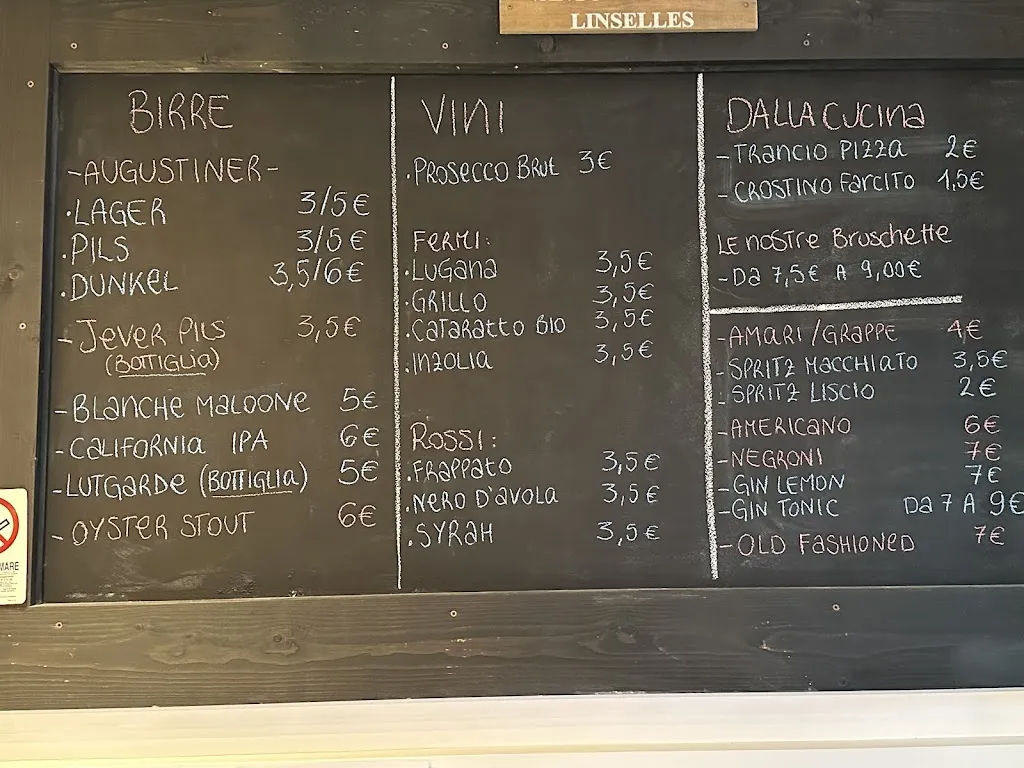 LINSELLES
BIRRE
-AUGUSTINER-
·LAGER 3/5€
·PILS 3/5€
·DUNKEL 3,5/6€
-JEVER PILS 3,5€
(BOTTIGLIA)
-BLANCHE MALOONE 5€
-CALIFORNIA IPA 6€
-LUTGARDE (BOTTIGLIA) 5€
-OYSTER STOUT 6€
VINI
·PROSECCO BRUT 3€
FERMI:
·LUGANA 3,5€
·GRILLO 3,5€
·CATARATTO BIO 3,5€
·INZOLIA 3,5€
ROSSI:
·FRAPPATO 3,5€
·NERO D'AVOLA 3,5€
·SYRAH 3,5€
DALLA CUCINA
-TRANCIO PIZZA 2€
-CROSTINO FARCITO 1,5€
LE NOSTRE BRUSCHETTE
-DA 7,5€ A 9,00€
-AMARI/GRAPPE 4€
-SPRITZ MACCHIATO 3,5€
-SPRITZ LISCIO 2€
-AMERICANO 6€
-NEGRONI 7€
-GIN LEMON 7€
-GIN TONIC DA 7 A 9€
-OLD FASHIONED 7€
MARE